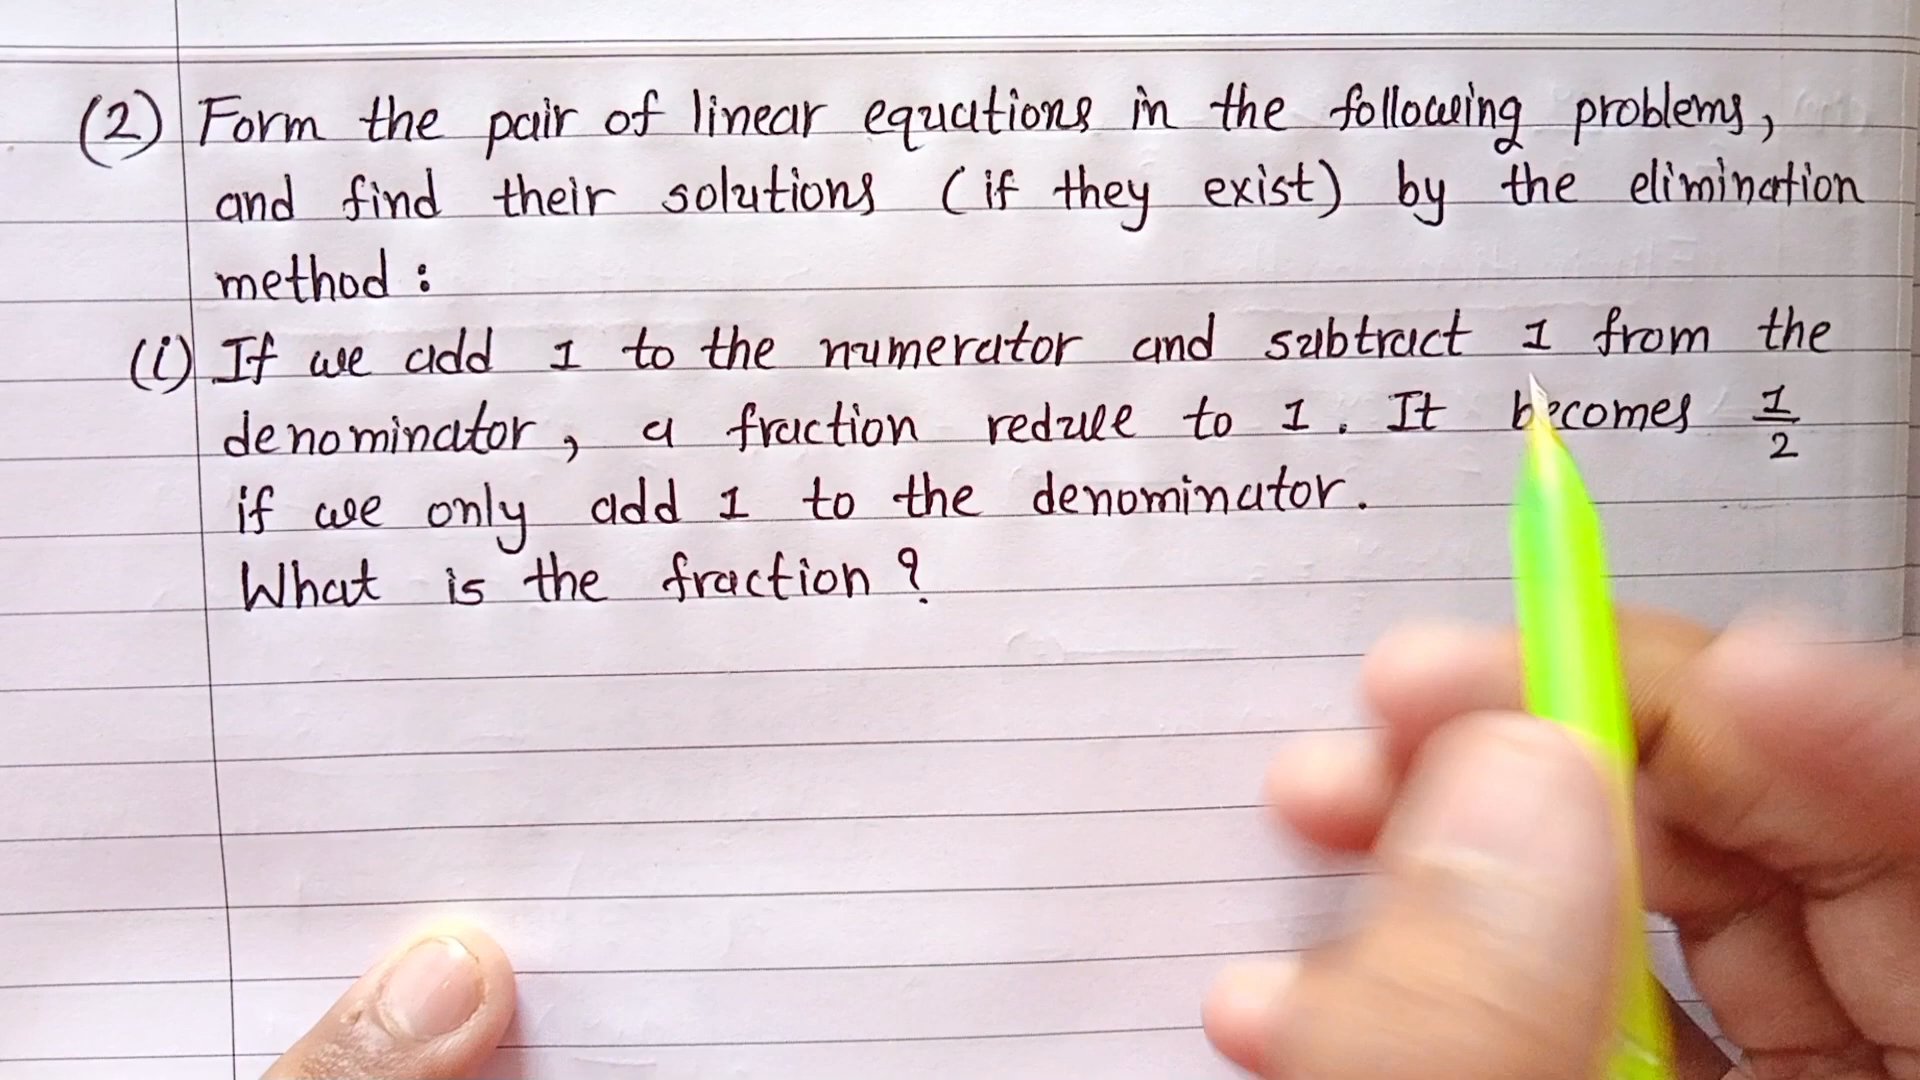 (2) Form the pair of linear equations in the following problems,
and find their solutions (if they exist) by the elimination
method :
(i) If we add 1 to the numerator and subtract 1 from the
denominator, a fraction reduce to 1. It becomes 1/2
if we only add 1 to the denominator.
What is the fraction ?